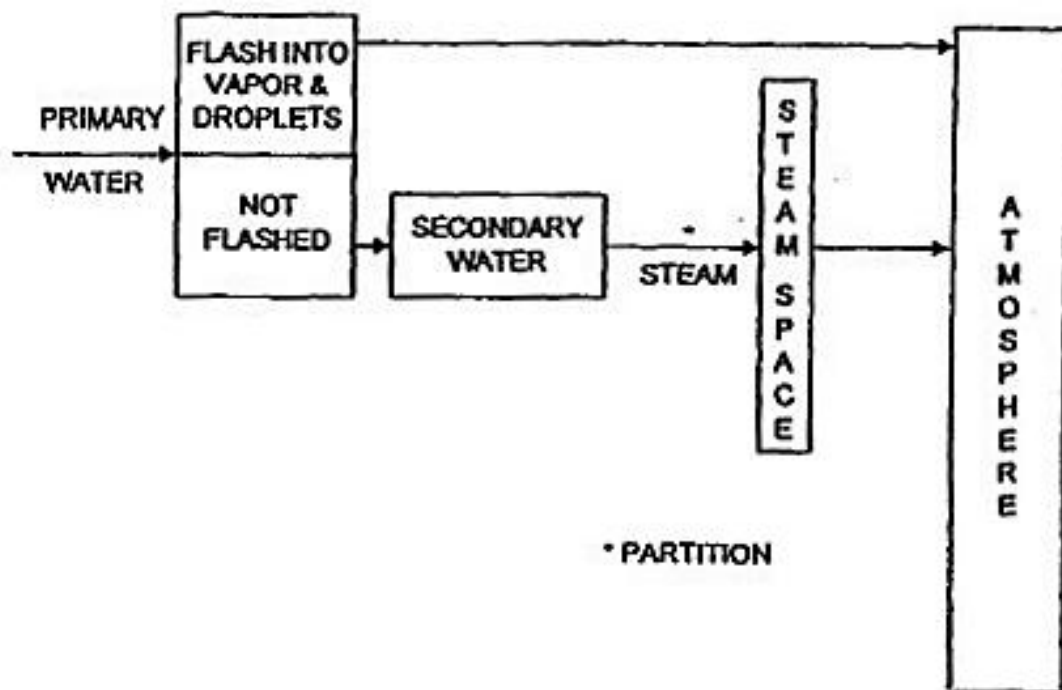 FLASH INTO
VAPOR &
DROPLETS
PRIMARY
WATER
NOT
FLASHED
SECONDARY
WATER
*
STEAM
STEAM SPACE
ATMOSPHERE
* PARTITION